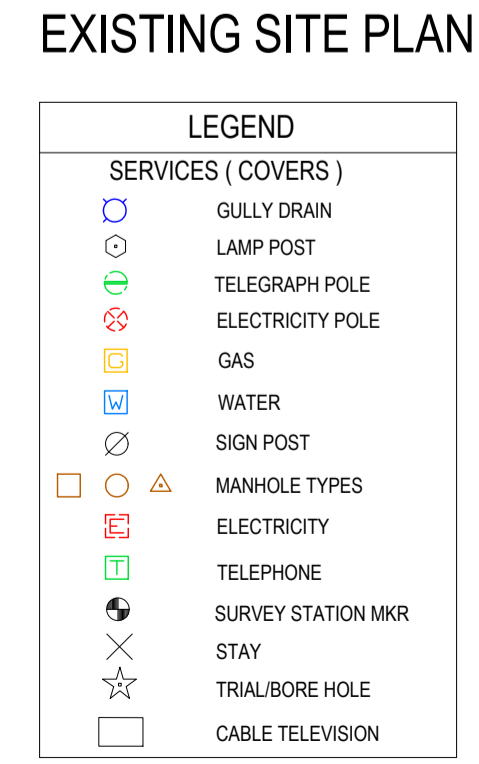 EXISTING SITE PLAN
LEGEND
SERVICES ( COVERS )
GULLY DRAIN
LAMP POST
TELEGRAPH POLE
ELECTRICITY POLE
G GAS
W WATER
SIGN POST
MANHOLE TYPES
E ELECTRICITY
T TELEPHONE
SURVEY STATION MKR
STAY
TRIAL/BORE HOLE
CABLE TELEVISION